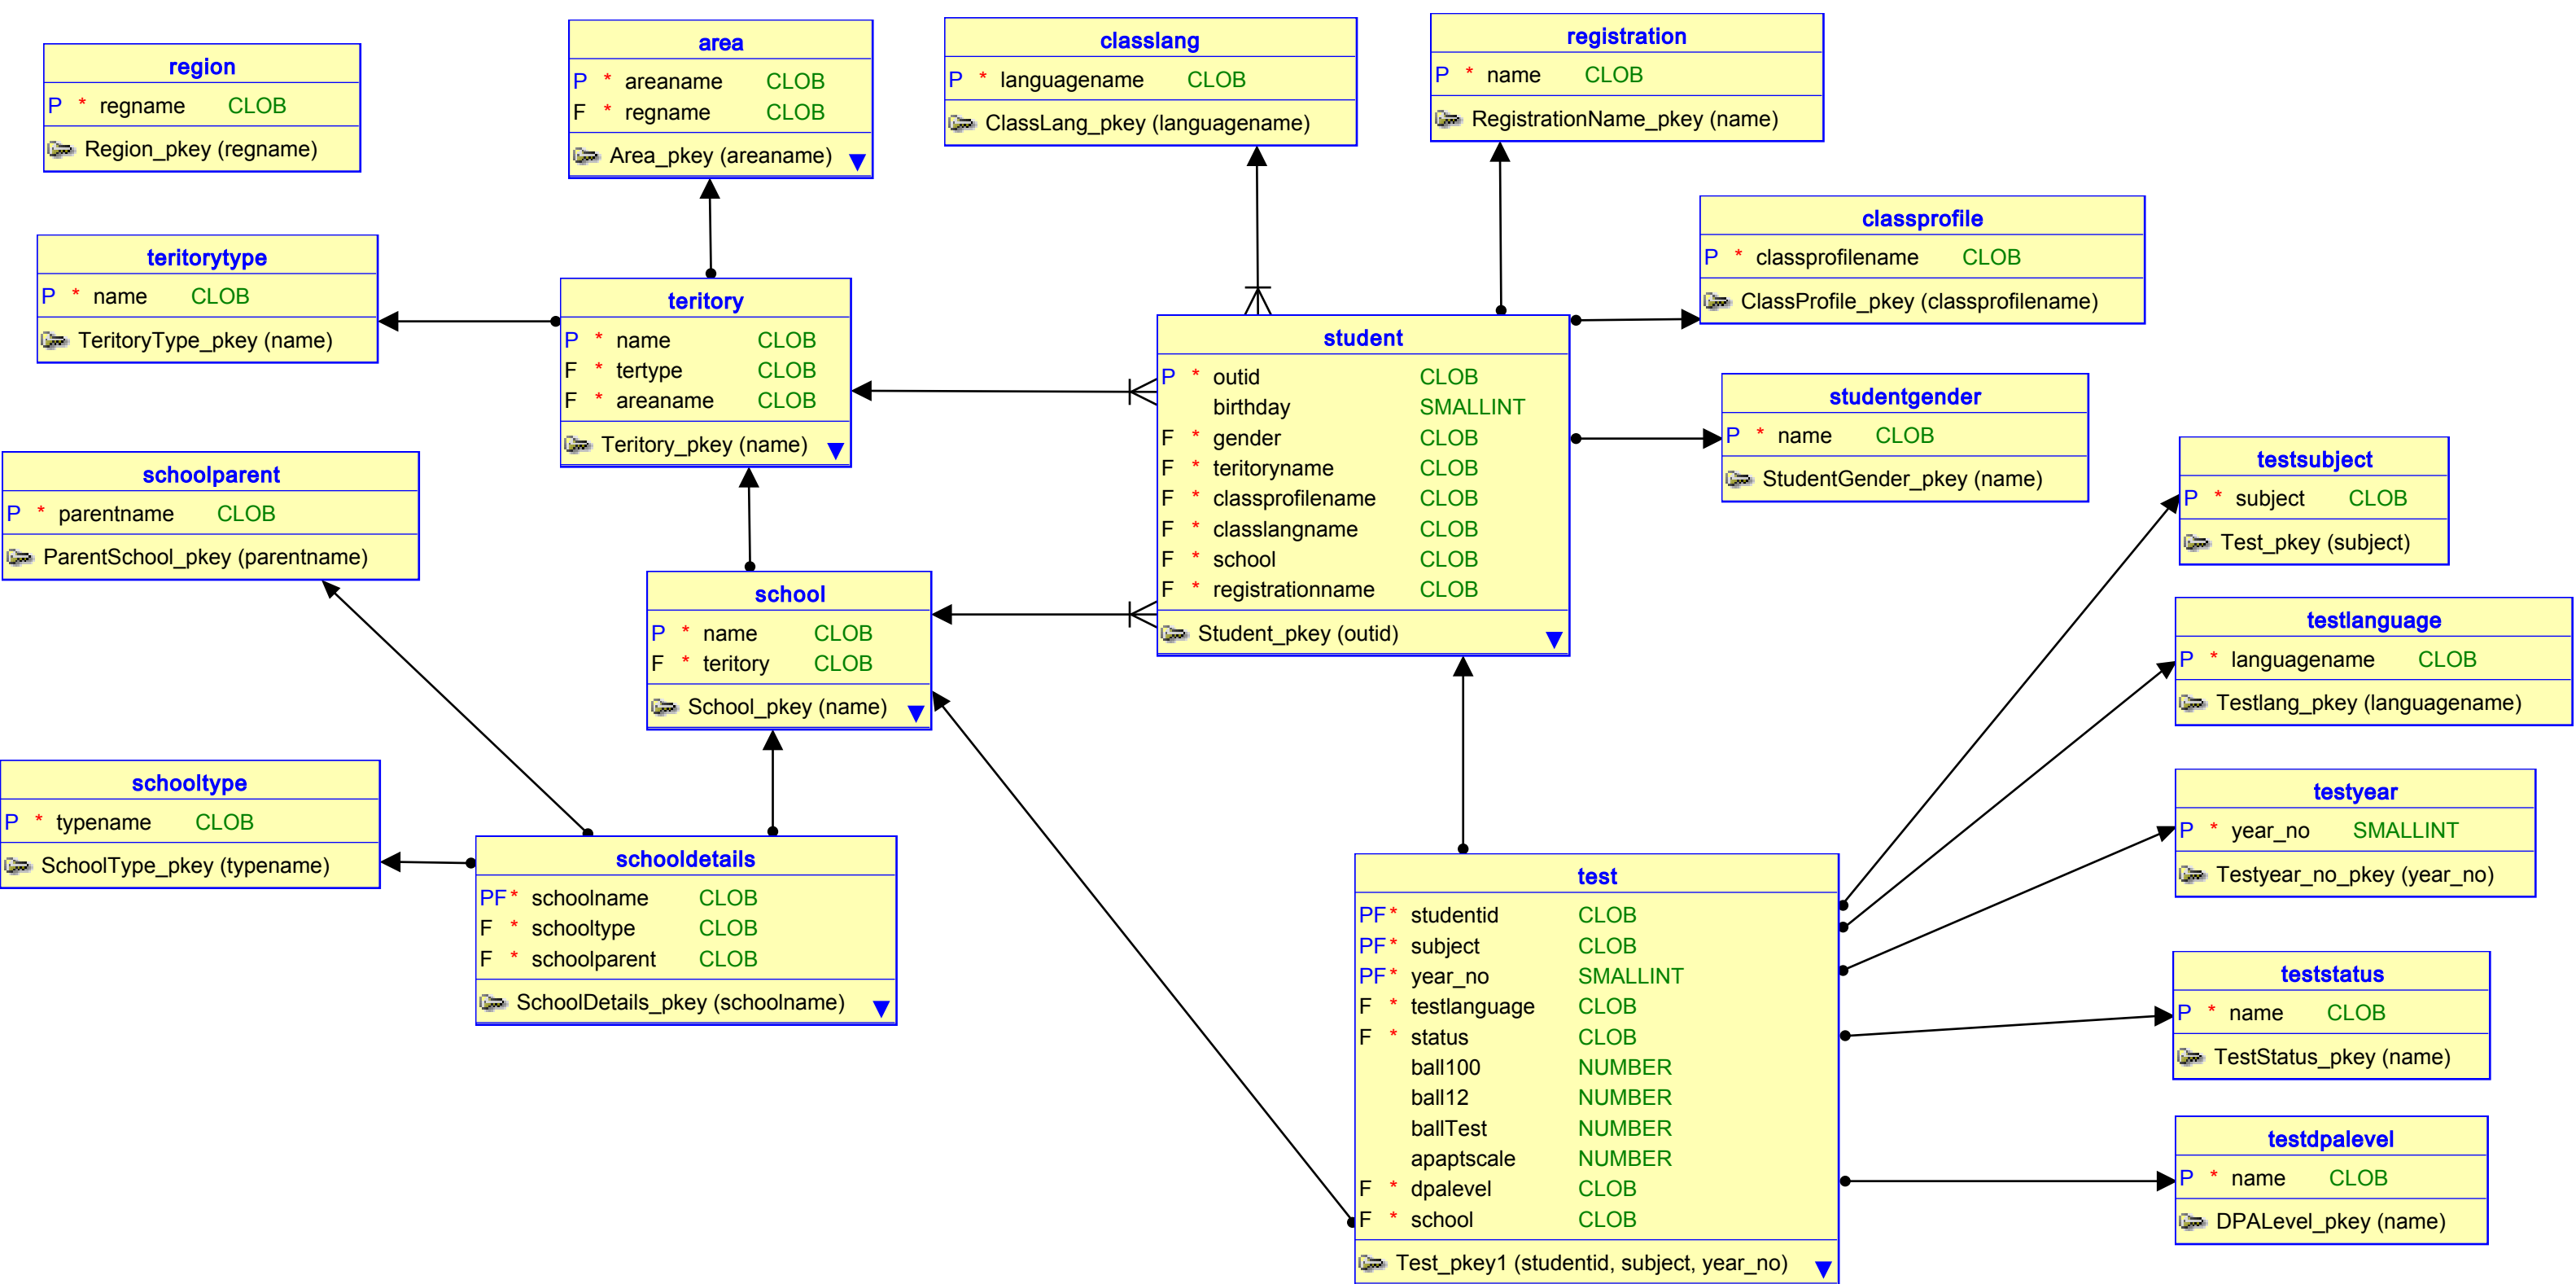 region
P * regname CLOB
Region_pkey (regname)
area
P * areaname CLOB
F * regname CLOB
Area_pkey (areaname)
classlang
P * languagename CLOB
ClassLang_pkey (languagename)
registration
P * name CLOB
RegistrationName_pkey (name)
classprofile
P * classprofilename CLOB
ClassProfile_pkey (classprofilename)
teritorytype
P * name CLOB
TeritoryType_pkey (name)
teritory
P * name CLOB
F * tertype CLOB
F * areaname CLOB
Teritory_pkey (name)
student
P * outid CLOB
birthday SMALLINT
F * gender CLOB
F * teritoryname CLOB
F * classprofilename CLOB
F * classlangname CLOB
F * school CLOB
F * registrationname CLOB
Student_pkey (outid)
studentgender
P * name CLOB
StudentGender_pkey (name)
schoolparent
P * parentname CLOB
ParentSchool_pkey (parentname)
testsubject
P * subject CLOB
Test_pkey (subject)
school
P * name CLOB
F * teritory CLOB
School_pkey (name)
testlanguage
P * languagename CLOB
Testlang_pkey (languagename)
schooltype
P * typename CLOB
SchoolType_pkey (typename)
schooldetails
PF* schoolname CLOB
F * schooltype CLOB
F * schoolparent CLOB
SchoolDetails_pkey (schoolname)
testyear
P * year_no SMALLINT
Testyear_no_pkey (year_no)
test
PF* studentid CLOB
PF* subject CLOB
PF* year_no SMALLINT
F * testlanguage CLOB
F * status CLOB
ball100 NUMBER
ball12 NUMBER
ballTest NUMBER
apaptscale NUMBER
F * dpalevel CLOB
F * school CLOB
Test_pkey1 (studentid, subject, year_no)
teststatus
P * name CLOB
TestStatus_pkey (name)
testdpalevel
P * name CLOB
DPALevel_pkey (name)